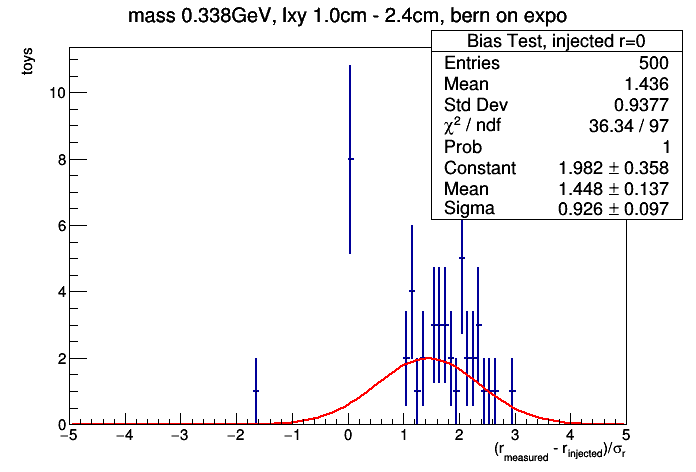 mass 0.338GeV, lxy 1.0cm - 2.4cm, bern on expo
toys
Bias Test, injected r=0
Entries 500
Mean 1.436
Std Dev 0.9377
χ² / ndf 36.34 / 97
Prob 1
Constant 1.982 ± 0.358
Mean 1.448 ± 0.137
Sigma 0.926 ± 0.097
10
8
6
4
2
0
−5 −4 −3 −2 −1 0 1 2 3 4 5
(r_measured - r_injected)/σ_r